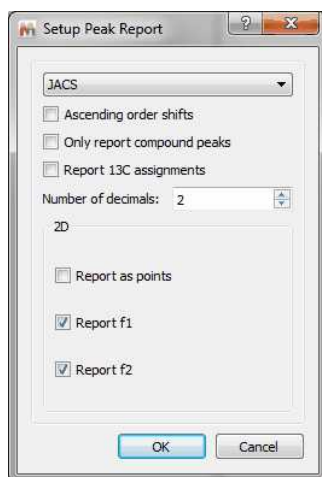 Setup Peak Report
JACS
Ascending order shifts
Only report compound peaks
Report 13C assignments
Number of decimals: 2
2D
Report as points
Report f1
Report f2
OK Cancel